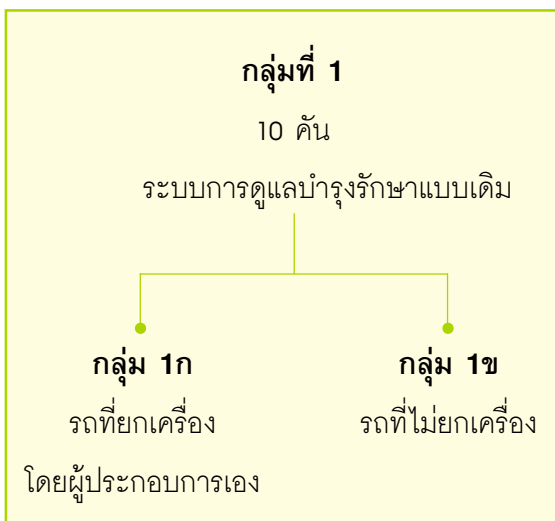 กลุ่มที่ 1
10 คัน
ระบบการดูแลบำรุงรักษาแบบเดิม
กลุ่ม 1ก
รถที่ยกเครื่อง
โดยผู้ประกอบการเอง
กลุ่ม 1ข
รถที่ไม่ยกเครื่อง